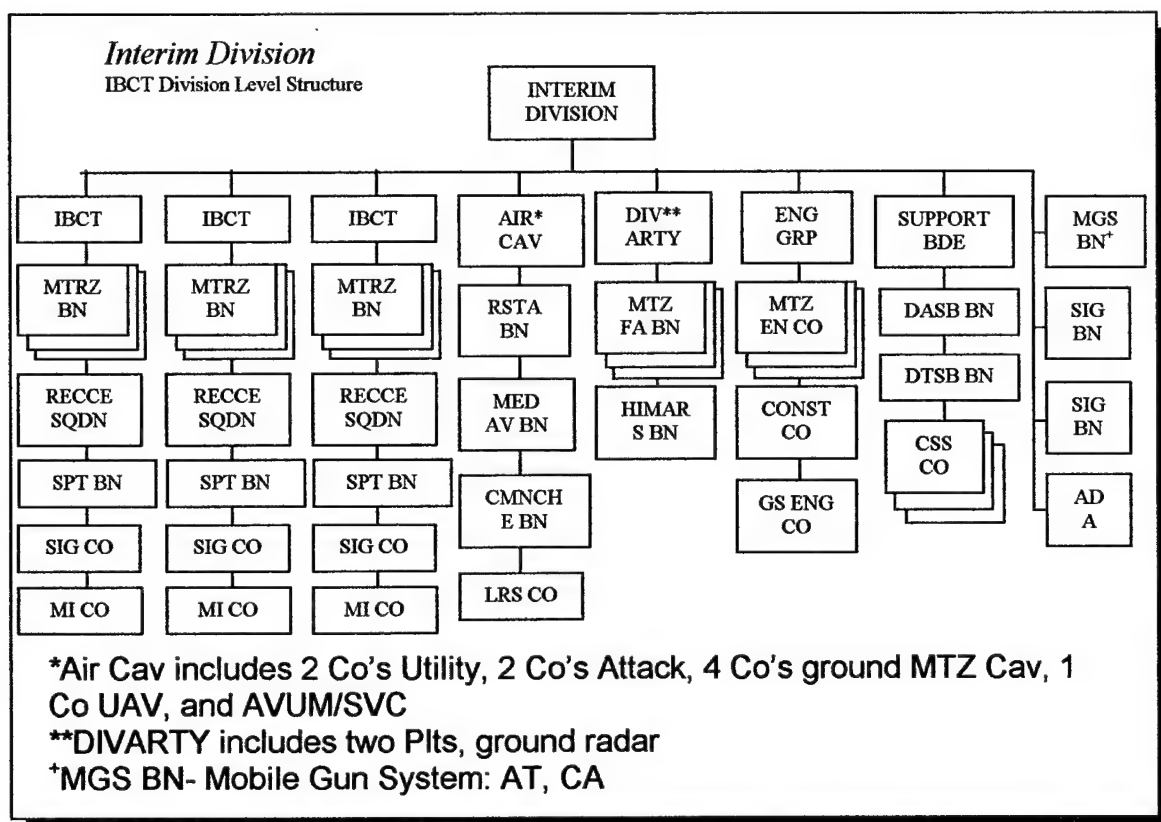 Interim Division
IBCT Division Level Structure
INTERIM
DIVISION
IBCT
MTRZ
BN
RECCE
SQDN
SPT BN
SIG CO
MI CO
IBCT
MTRZ
BN
RECCE
SQDN
SPT BN
SIG CO
MI CO
IBCT
MTRZ
BN
RECCE
SQDN
SPT BN
SIG CO
MI CO
AIR*
CAV
RSTA
BN
MED
AV BN
CMNCH
E BN
LRS CO
DIV**
ARTY
MTZ
FA BN
HIMAR
S BN
ENG
GRP
MTZ
EN CO
CONST
CO
GS ENG
CO
SUPPORT
BDE
DASB BN
DTSB BN
CSS
CO
MGS
BN⁺
SIG
BN
SIG
BN
AD
A
*Air Cav includes 2 Co's Utility, 2 Co's Attack, 4 Co's ground MTZ Cav, 1
Co UAV, and AVUM/SVC
**DIVARTY includes two Plts, ground radar
⁺MGS BN- Mobile Gun System: AT, CA